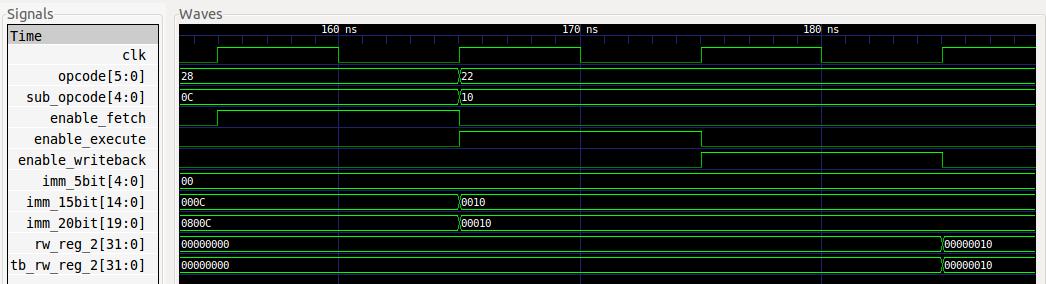 Signals Waves
Time 160 ns 170 ns 180 ns
clk
opcode[5:0] 28 22
sub_opcode[4:0] 0C 10
enable_fetch
enable_execute
enable_writeback
imm_5bit[4:0] 00
imm_15bit[14:0] 000C 0010
imm_20bit[19:0] 0800C 00010
rw_reg_2[31:0] 00000000 00000010
tb_rw_reg_2[31:0] 00000000 00000010